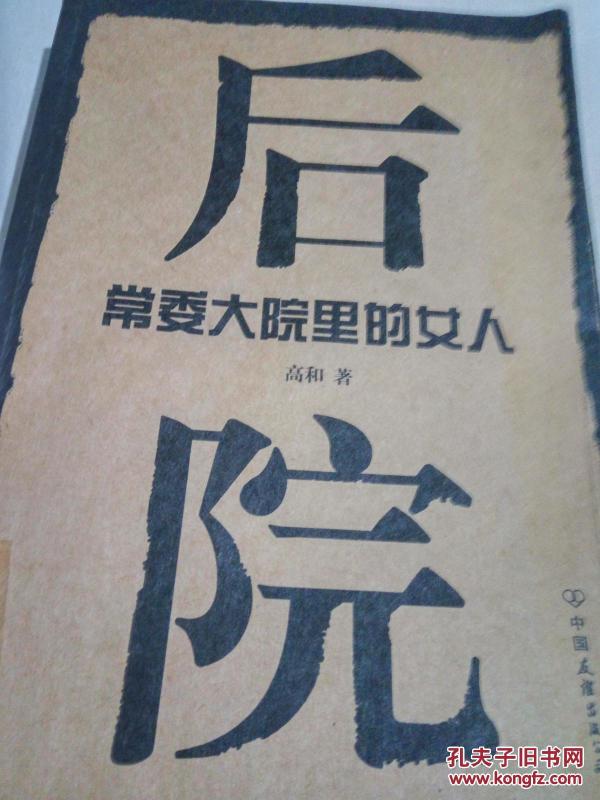 后
常委大院里的女人
高和 著
院
中国友谊出版公司
孔夫子旧书网
www.kongfz.com